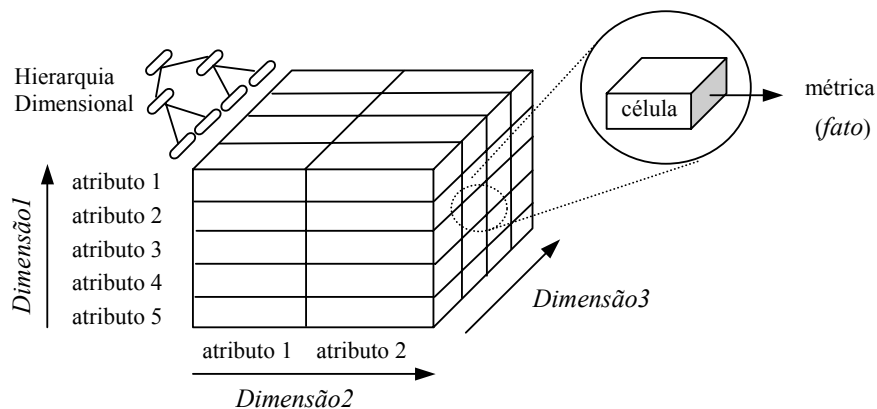 Hierarquia
Dimensional
célula
métrica
(fato)
Dimensão1
atributo 1
atributo 2
atributo 3
atributo 4
atributo 5
atributo 1
atributo 2
Dimensão2
Dimensão3